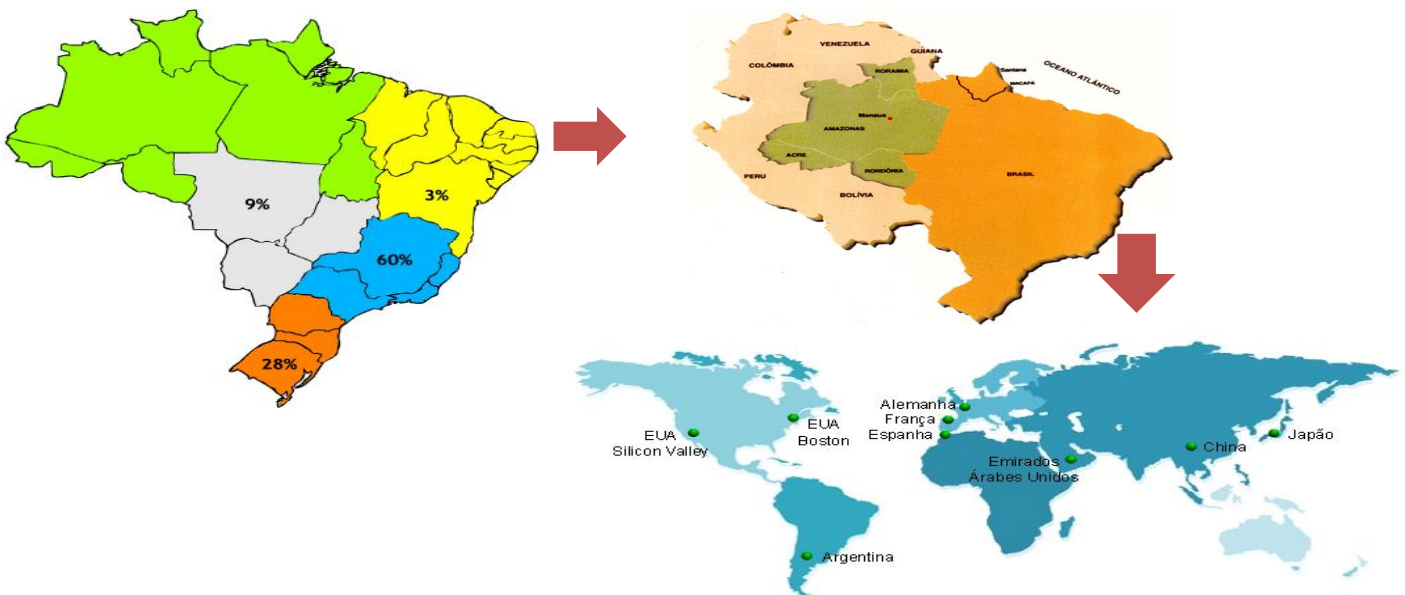 9%
3%
60%
28%
VENEZUELA
GUIANA
COLÔMBIA
RORAIMA
Santana
MACAPÁ
OCEANO ATLÂNTICO
Manaus
AMAZONAS
ACRE
RONDÔNIA
PERU
BOLÍVIA
BRASIL
EUA
Silicon Valley
EUA
Boston
Alemanha
França
Espanha
Emirados
Árabes Unidos
China
Japão
Argentina